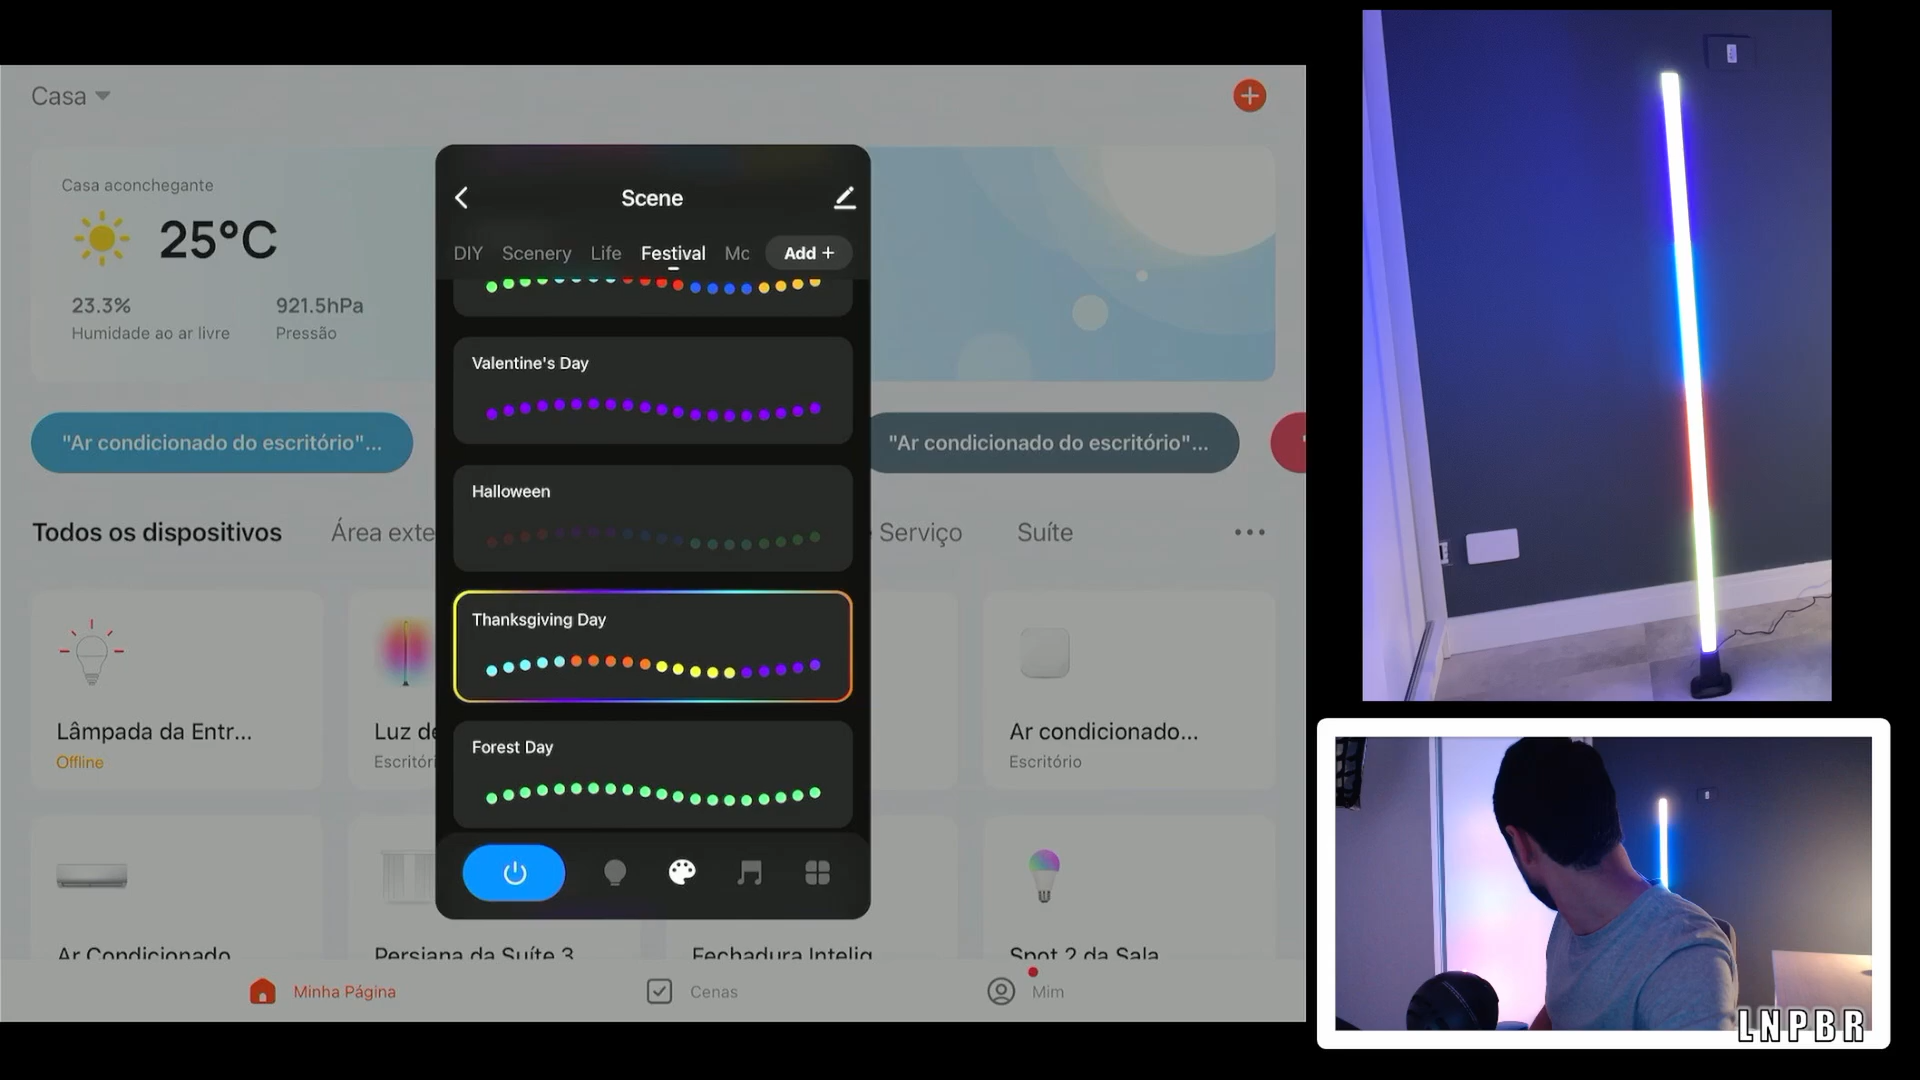 Casa
Casa aconchegante
25°C
23.3%
921.5hPa
Humidade ao ar livre
Pressão
"Ar condicionado do escritório"...
"Ar condicionado do escritório"...
Todos os dispositivos
Área exte
Serviço
Suíte
Lâmpada da Entr...
Offline
Luz de
Escritóri
Ar condicionado...
Escritório
Ar Condicionado
Persiana da Suíte 3
Fechadura Intelig
Spot 2 da Sala
Minha Página
Cenas
Mim
Scene
DIY
Scenery
Life
Festival
Mc
Add +
Valentine's Day
Halloween
Thanksgiving Day
Forest Day
LNPBR